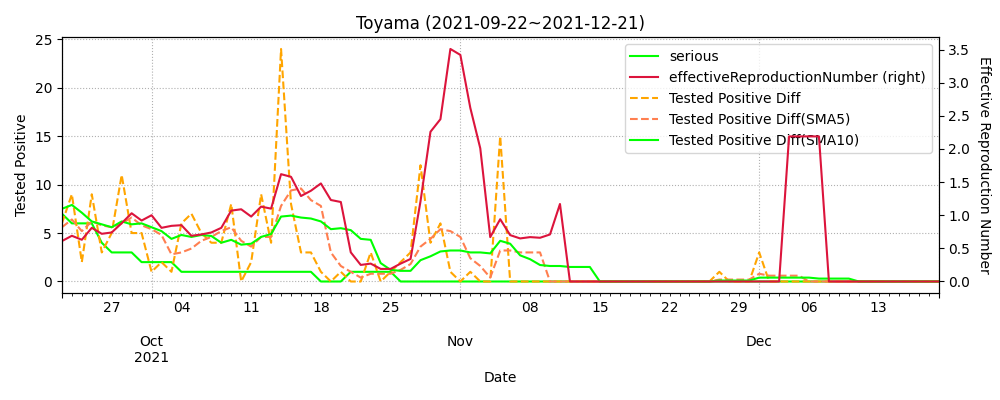 Toyama (2021-09-22~2021-12-21)
serious
effectiveReproductionNumber (right)
Tested Positive Diff
Tested Positive Diff(SMA5)
Tested Positive Diff(SMA10)
Tested Positive
25
20
15
10
5
0
Effective Reproduction Number
3.5
3.0
2.5
2.0
1.5
1.0
0.5
0.0
27 04 11 18 25 08 15 22 29 06 13
Oct Nov Dec
2021
Date